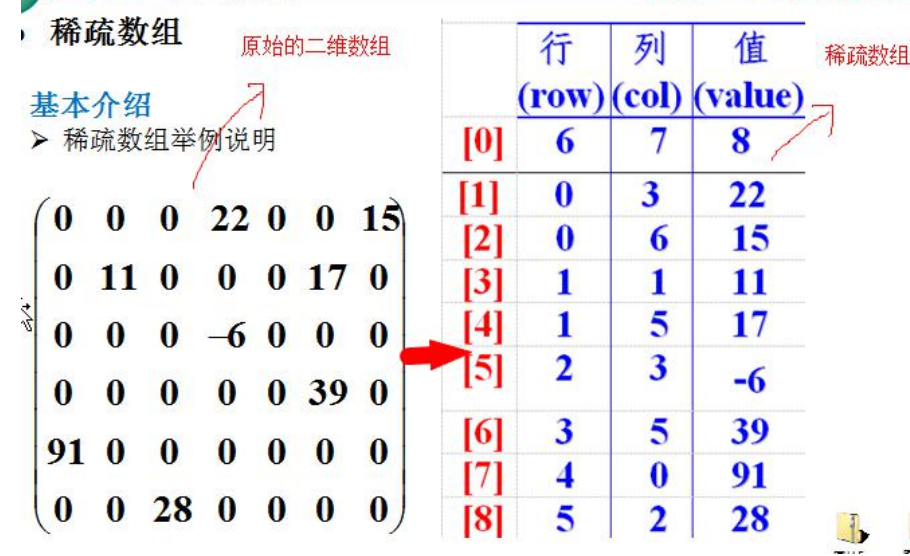 稀疏数组
原始的二维数组
基本介绍
➢ 稀疏数组举例说明
0 0 0 22 0 0 15
0 11 0 0 0 17 0
0 0 0 –6 0 0 0
0 0 0 0 0 39 0
91 0 0 0 0 0 0
0 0 28 0 0 0 0
稀疏数组
行 列 值
(row) (col) (value)
[0] 6 7 8
[1] 0 3 22
[2] 0 6 15
[3] 1 1 11
[4] 1 5 17
[5] 2 3 -6
[6] 3 5 39
[7] 4 0 91
[8] 5 2 28